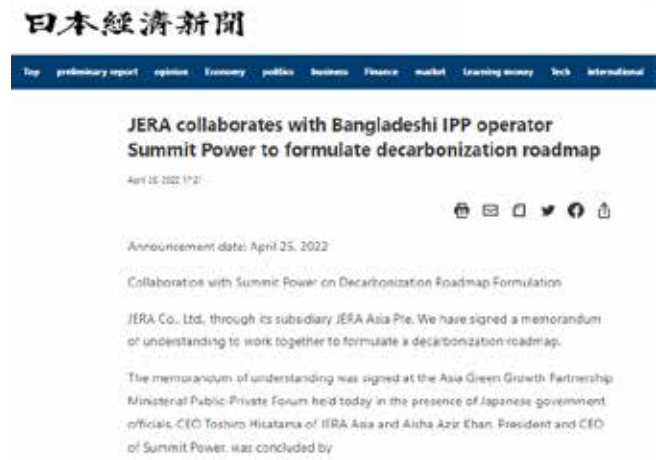 日本経済新聞
Top preliminary report opinion Economy politics business Finance market Learning money Tech international
JERA collaborates with Bangladeshi IPP operator
Summit Power to formulate decarbonization roadmap
April 25, 2022
Announcement date: April 25, 2022
Collaboration with Summit Power on Decarbonization Roadmap Formulation
JERA Co., Ltd., through its subsidiary JERA Asia Pte. We have signed a memorandum
of understanding to work together to formulate a decarbonization roadmap.
The memorandum of understanding was signed at the Asia Green Growth Partnership
Ministerial Public-Private Forum held today in the presence of Japanese government
officials. CEO Toshiro Hisatama of JERA Asia and Aisha Aziz Khan, President and CEO
of Summit Power, was concluded by